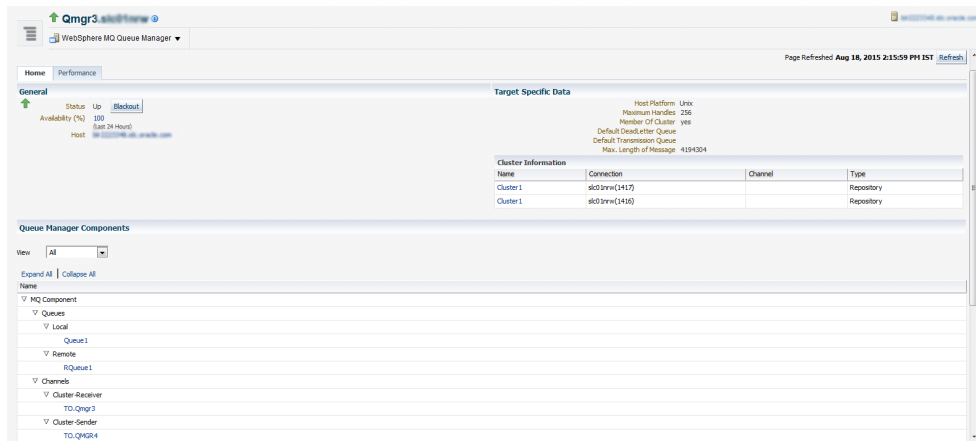 Qmgr3.
WebSphere MQ Queue Manager
Page Refreshed Aug 18, 2015 2:15:59 PM IST Refresh
Home Performance
General
Status Up Blackout
Availability (%) 100
(Last 24 Hours)
Host
Target Specific Data
Host Platform Unix
Maximum Handles 256
Member Of Cluster yes
Default DeadLetter Queue
Default Transmission Queue
Max. Length of Message 4194304
Cluster Information
Name Connection Channel Type
Cluster1 slc01nrw(1417) Repository
Cluster1 slc01nrw(1416) Repository
Queue Manager Components
View All
Expand All Collapse All
Name
MQ Component
Queues
Local
Queue1
Remote
RQueue1
Channels
Cluster-Receiver
TO.Qmgr3
Cluster-Sender
TO.QMGR4